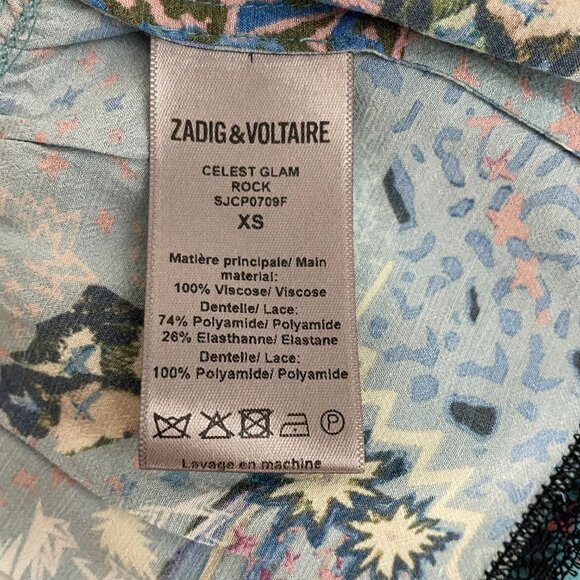 ZADIG&VOLTAIRE
CELEST GLAM
ROCK
SJCP0709F
XS
Matière principale/ Main
material:
100% Viscose/ Viscose
Dentelle/ Lace:
74% Polyamide/ Polyamide
26% Elasthanne/ Elastane
Dentelle/ Lace:
100% Polyamide/ Polyamide
P
Lavage en machine